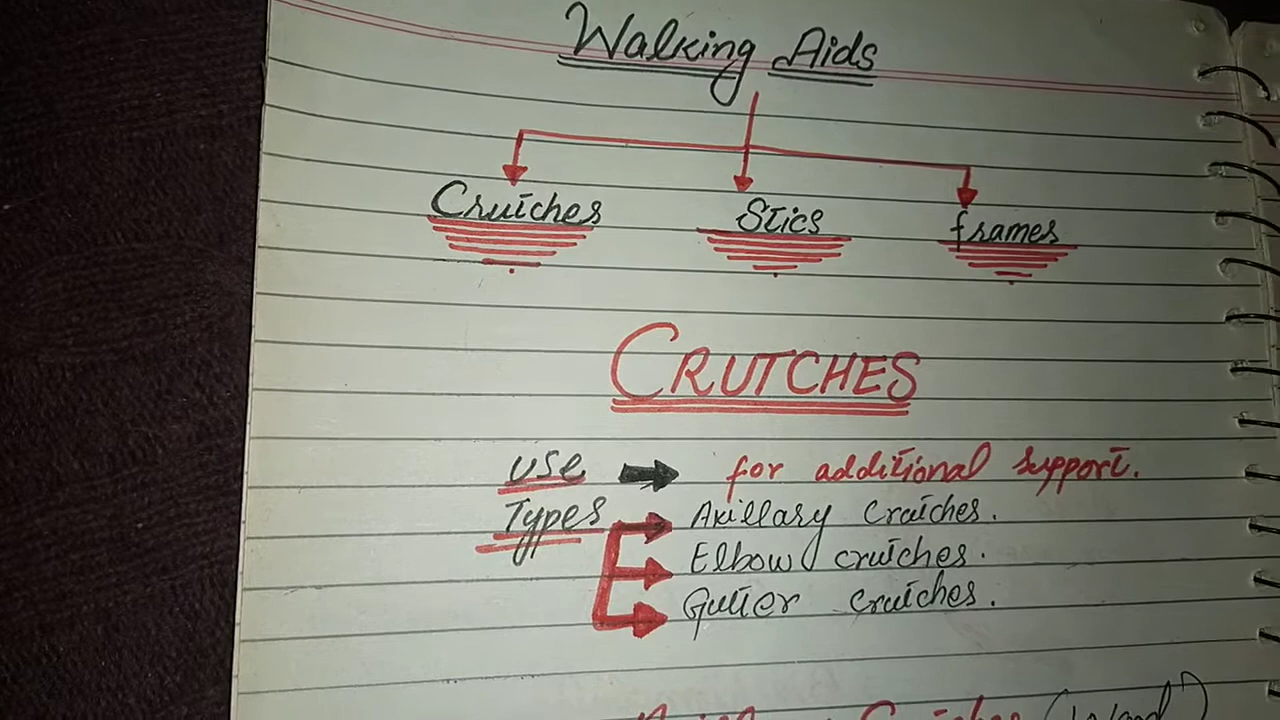 Walking Aids
Crutches Stics frames
CRUTCHES
use for additional support.
Types Axillary Crutches.
Elbow crutches.
Gutter crutches.